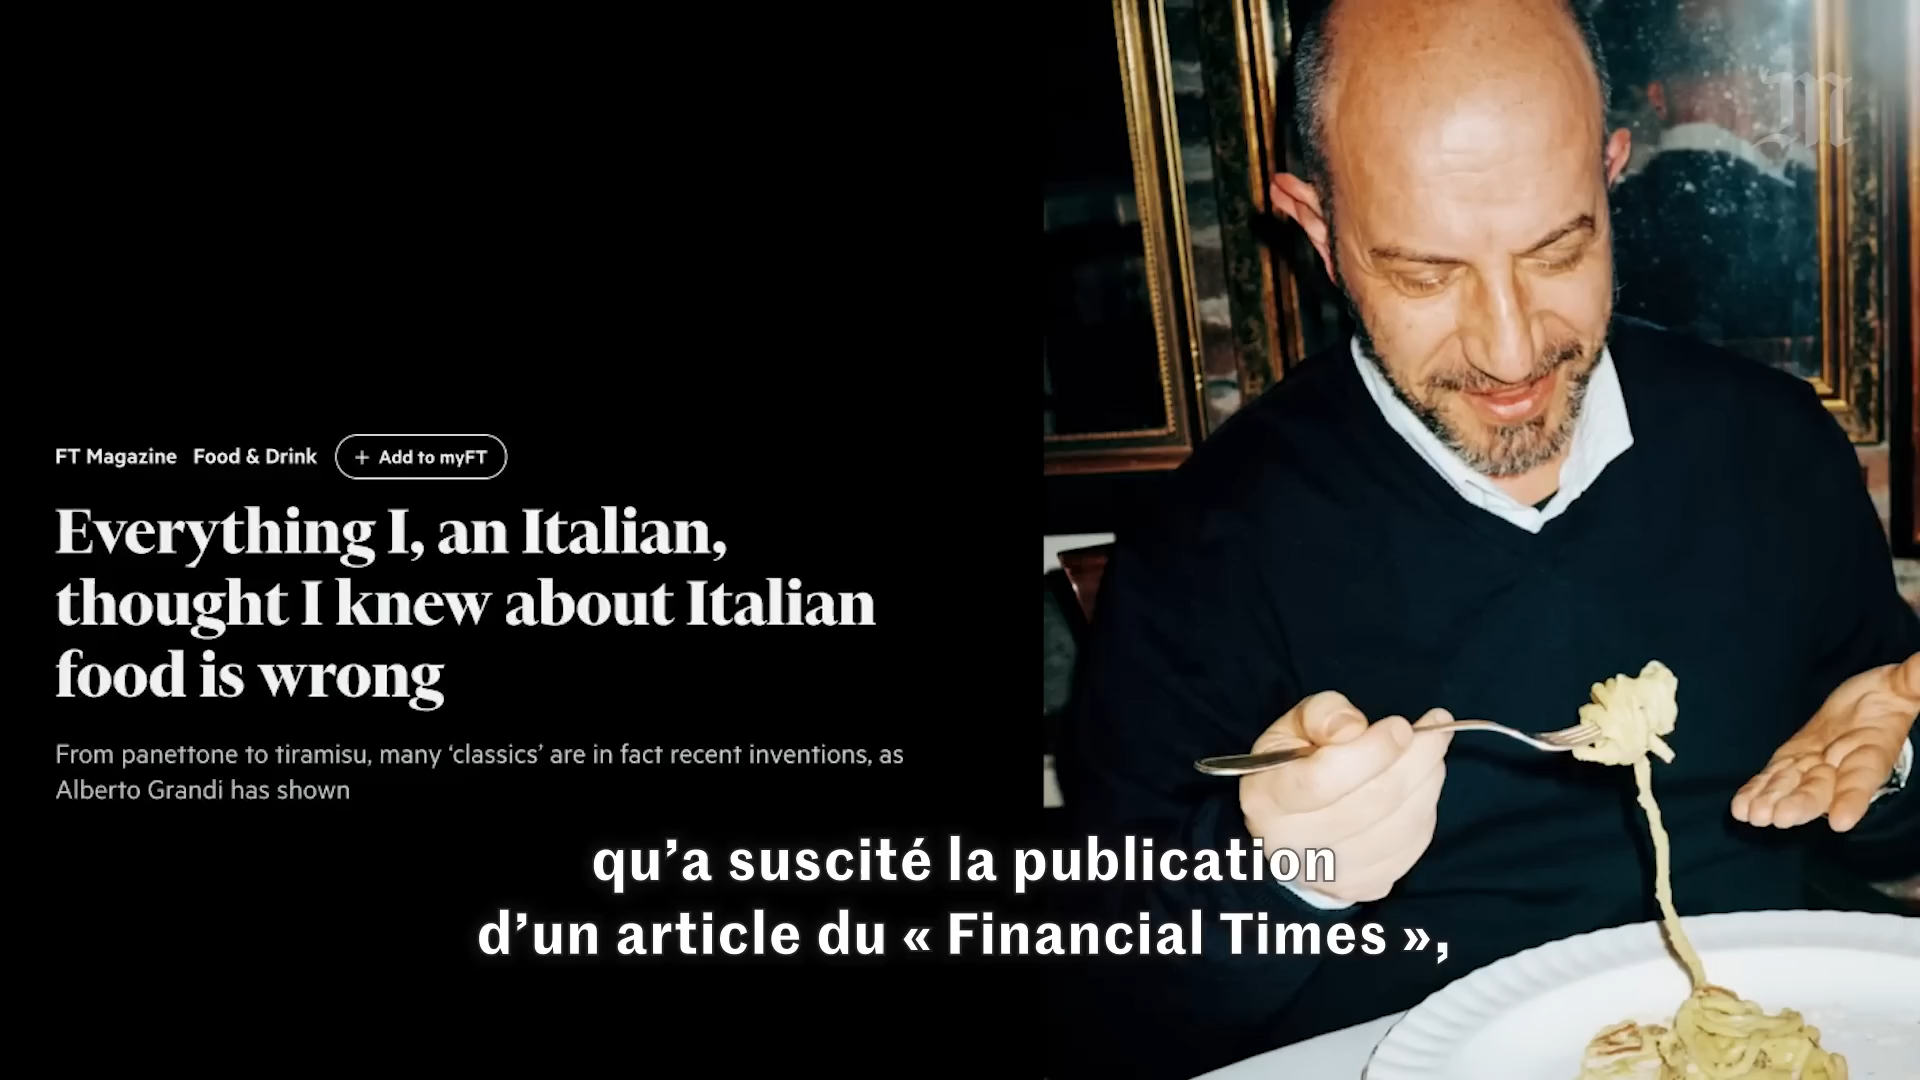 FT Magazine Food & Drink + Add to myFT
Everything I, an Italian,
thought I knew about Italian
food is wrong
From panettone to tiramisu, many ‘classics’ are in fact recent inventions, as
Alberto Grandi has shown
qu’a suscité la publication
d’un article du « Financial Times »,
M